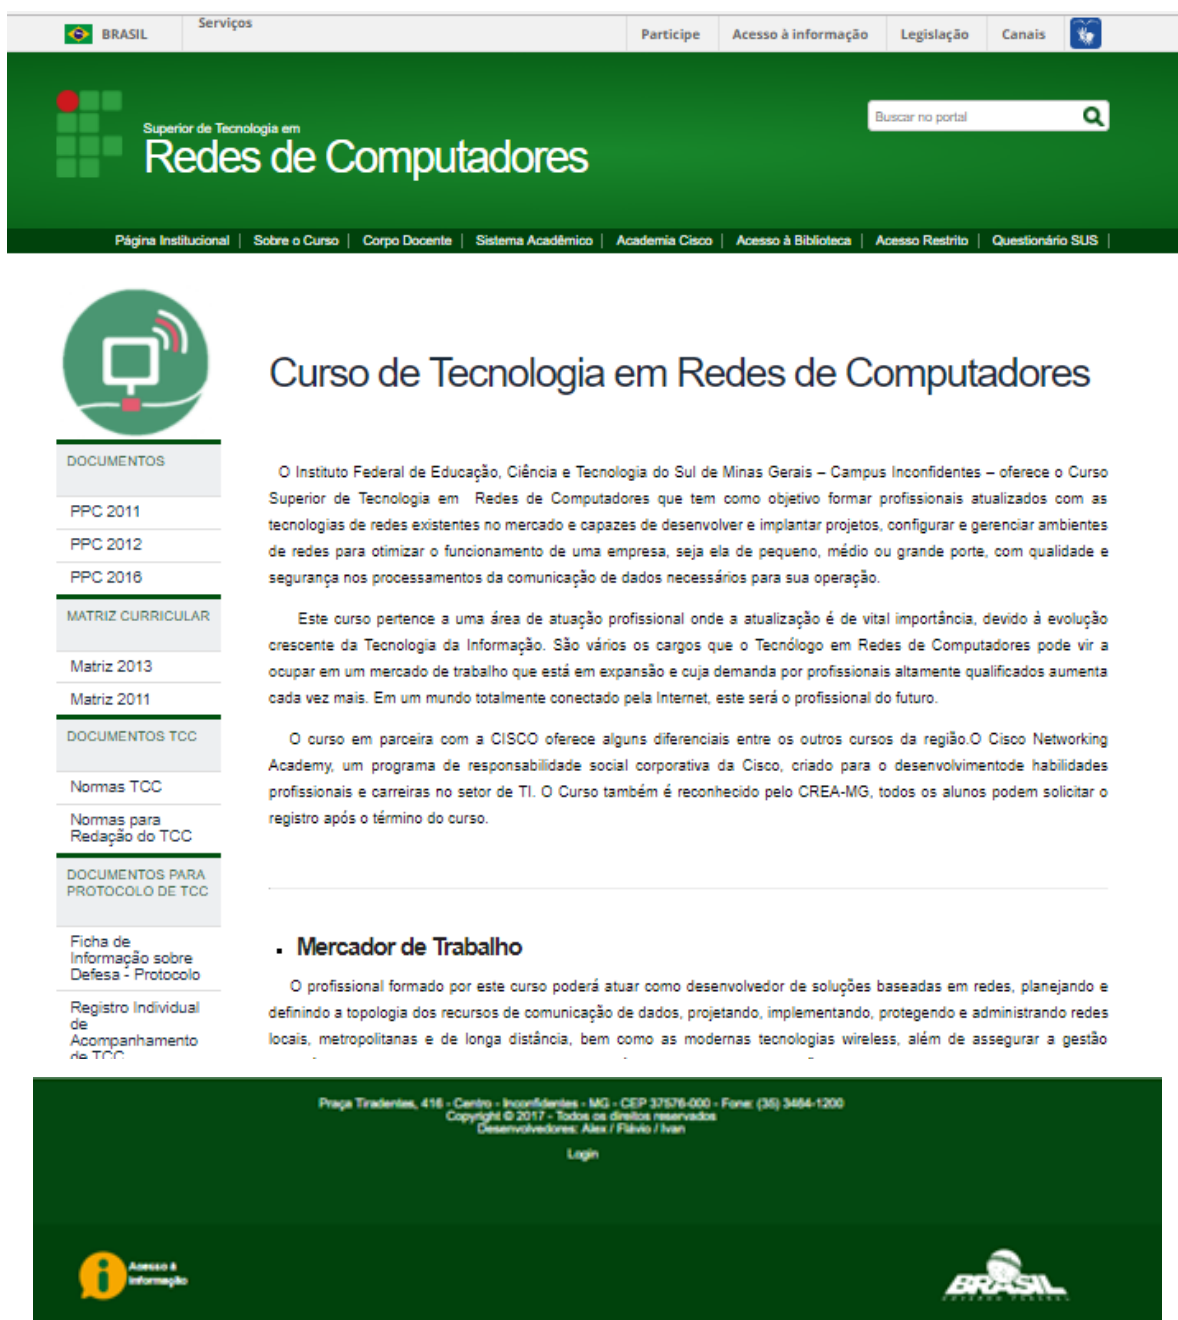 BRASIL
Serviços
Participe
Acesso à informação
Legislação
Canais
Superior de Tecnologia em
Redes de Computadores
Buscar no portal
Página Institucional | Sobre o Curso | Corpo Docente | Sistema Acadêmico | Academia Cisco | Acesso à Biblioteca | Acesso Restrito | Questionário SUS |
Curso de Tecnologia em Redes de Computadores
DOCUMENTOS
PPC 2011
PPC 2012
PPC 2016
MATRIZ CURRICULAR
Matriz 2013
Matriz 2011
DOCUMENTOS TCC
Normas TCC
Normas para
Redação do TCC
DOCUMENTOS PARA
PROTOCOLO DE TCC
Ficha de
Informação sobre
Defesa - Protocolo
Registro Individual
de
Acompanhamento
de TCC
O Instituto Federal de Educação, Ciência e Tecnologia do Sul de Minas Gerais – Campus Inconfidentes – oferece o Curso
Superior de Tecnologia em Redes de Computadores que tem como objetivo formar profissionais atualizados com as
tecnologias de redes existentes no mercado e capazes de desenvolver e implantar projetos, configurar e gerenciar ambientes
de redes para otimizar o funcionamento de uma empresa, seja ela de pequeno, médio ou grande porte, com qualidade e
segurança nos processamentos da comunicação de dados necessários para sua operação.
Este curso pertence a uma área de atuação profissional onde a atualização é de vital importância, devido à evolução
crescente da Tecnologia da Informação. São vários os cargos que o Tecnólogo em Redes de Computadores pode vir a
ocupar em um mercado de trabalho que está em expansão e cuja demanda por profissionais altamente qualificados aumenta
cada vez mais. Em um mundo totalmente conectado pela Internet, este será o profissional do futuro.
O curso em parceira com a CISCO oferece alguns diferenciais entre os outros cursos da região.O Cisco Networking
Academy, um programa de responsabilidade social corporativa da Cisco, criado para o desenvolvimentode habilidades
profissionais e carreiras no setor de TI. O Curso também é reconhecido pelo CREA-MG, todos os alunos podem solicitar o
registro após o término do curso.
Mercador de Trabalho
O profissional formado por este curso poderá atuar como desenvolvedor de soluções baseadas em redes, planejando e
definindo a topologia dos recursos de comunicação de dados, projetando, implementando, protegendo e administrando redes
locais, metropolitanas e de longa distância, bem como as modernas tecnologias wireless, além de assegurar a gestão
Praça Tiradentes, 416 - Centro - Inconfidentes - MG - CEP 37576-000 - Fone: (35) 3464-1200
Copyright © 2017 - Todos os direitos reservados
Desenvolvedores: Alex / Flávio / Ivan
Login
Acesso à
Informação
BRASIL
GOVERNO FEDERAL